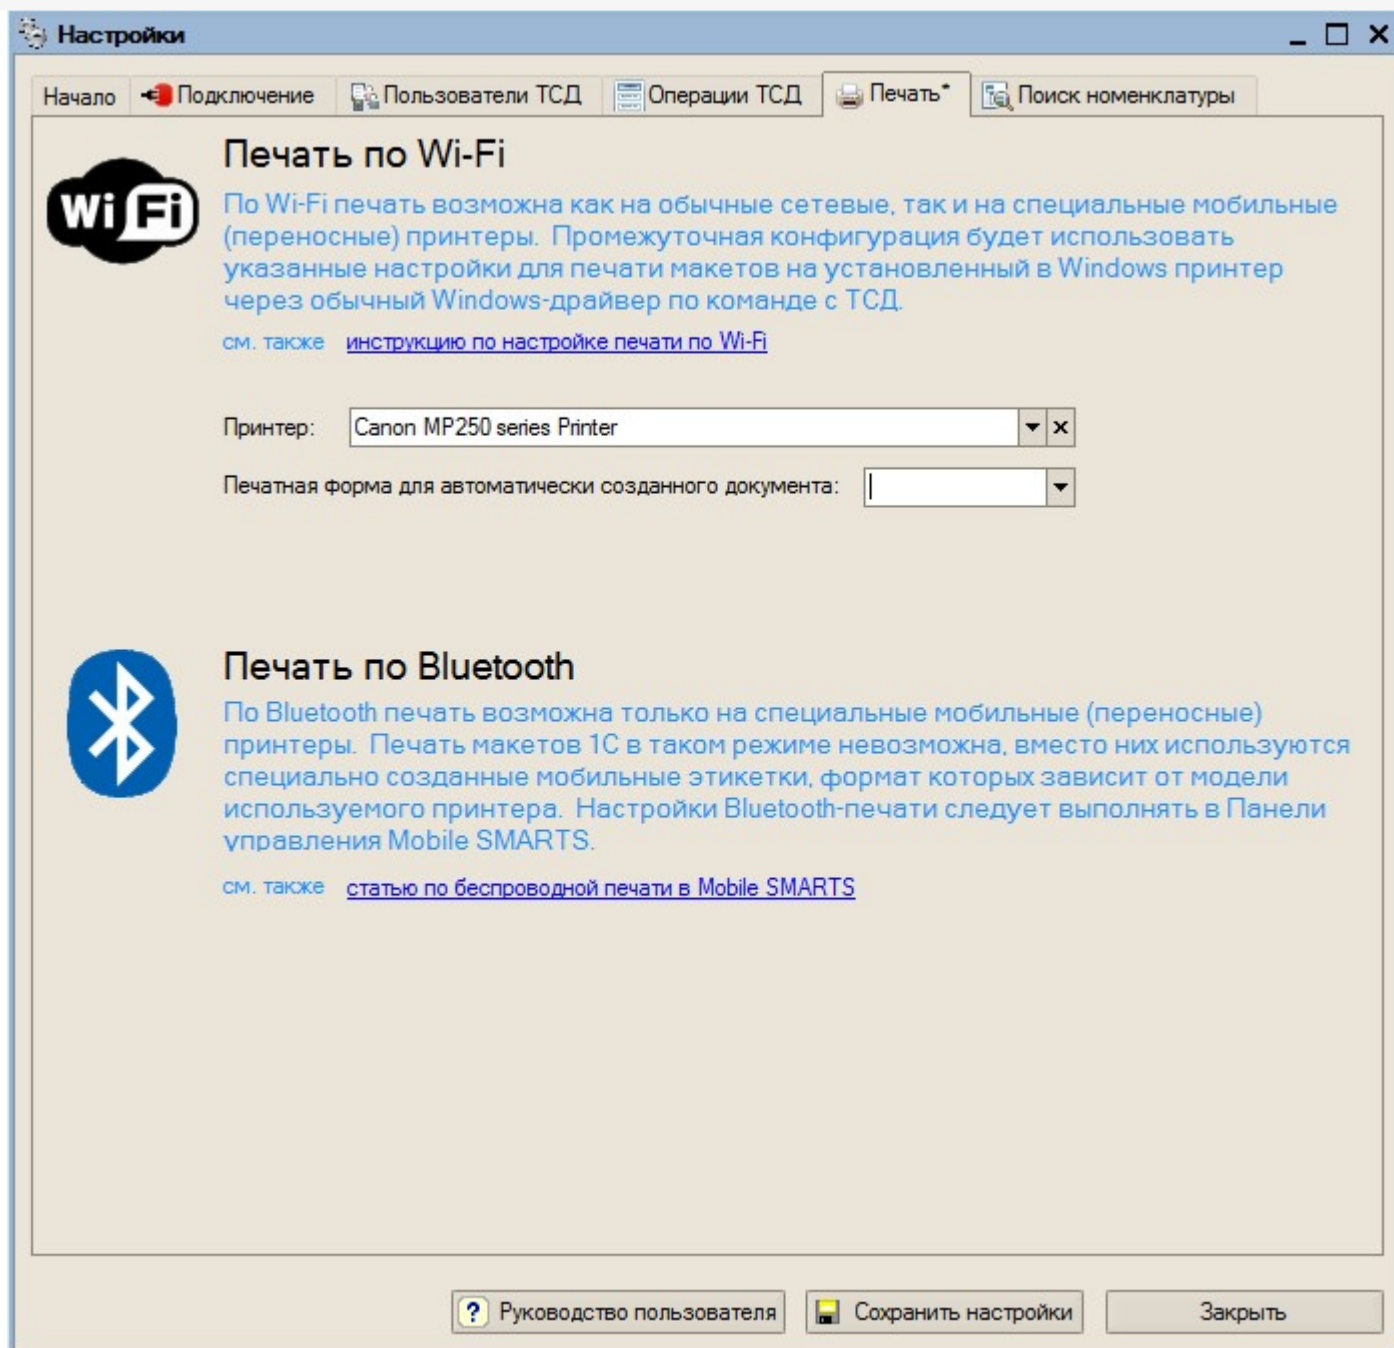 Настройки
Начало Подключение Пользователи ТСД Операции ТСД Печать* Поиск номенклатуры
Wi Fi
Печать по Wi-Fi
По Wi-Fi печать возможна как на обычные сетевые, так и на специальные мобильные
(переносные) принтеры. Промежуточная конфигурация будет использовать
указанные настройки для печати макетов на установленный в Windows принтер
через обычный Windows-драйвер по команде с ТСД.
см. также инструкцию по настройке печати по Wi-Fi
Принтер: Canon MP250 series Printer
Печатная форма для автоматически созданного документа:
Печать по Bluetooth
По Bluetooth печать возможна только на специальные мобильные (переносные)
принтеры. Печать макетов 1С в таком режиме невозможна, вместо них используются
специально созданные мобильные этикетки, формат которых зависит от модели
используемого принтера. Настройки Bluetooth-печати следует выполнять в Панели
управления Mobile SMARTS.
см. также статью по беспроводной печати в Mobile SMARTS
? Руководство пользователя Сохранить настройки Закрыть